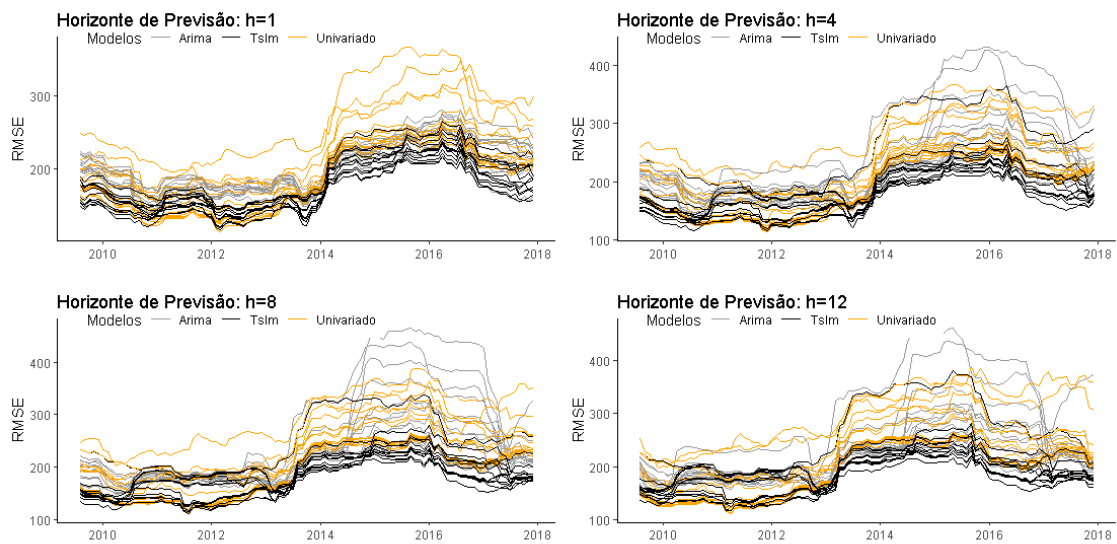 Horizonte de Previsão: h=1
Modelos Arima Tslm Univariado
RMSE
300
200
2010 2012 2014 2016 2018
Horizonte de Previsão: h=4
Modelos Arima Tslm Univariado
RMSE
400
300
200
100
2010 2012 2014 2016 2018
Horizonte de Previsão: h=8
Modelos Arima Tslm Univariado
RMSE
400
300
200
100
2010 2012 2014 2016 2018
Horizonte de Previsão: h=12
Modelos Arima Tslm Univariado
RMSE
400
300
200
100
2010 2012 2014 2016 2018